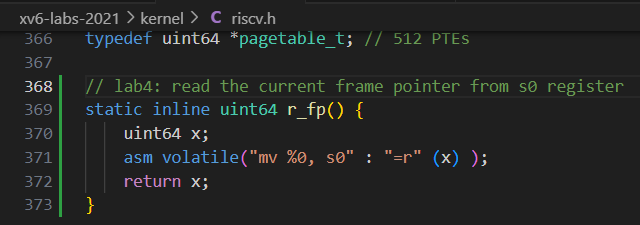 xv6-labs-2021 > kernel > C riscv.h
366 typedef uint64 *pagetable_t; // 512 PTEs
367
368 // lab4: read the current frame pointer from s0 register
369 static inline uint64 r_fp() {
370     uint64 x;
371     asm volatile("mv %0, s0" : "=r" (x) );
372     return x;
373 }